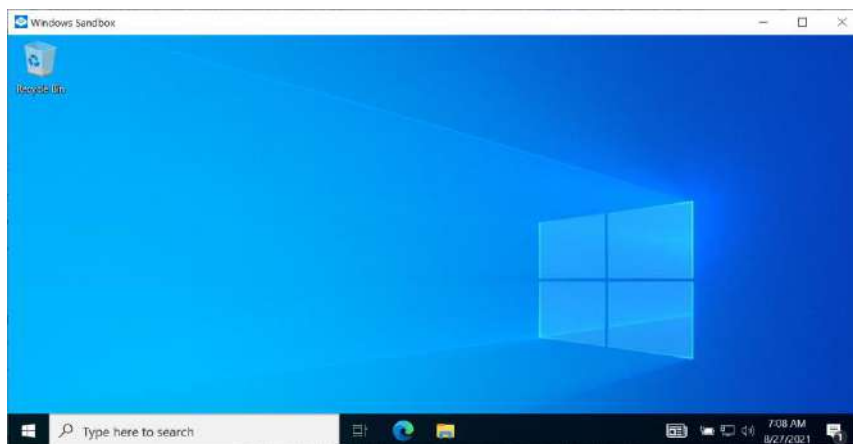 Windows Sandbox
Recycle Bin
Type here to search
7:08 AM
8/27/2021